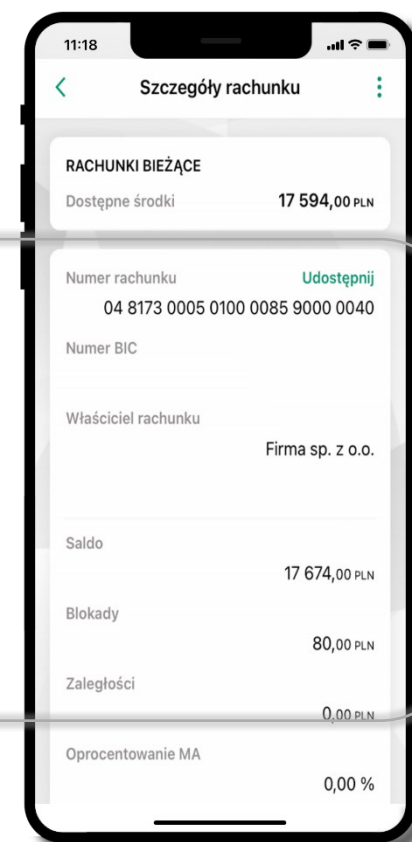 11:18
Szczegóły rachunku
RACHUNKI BIEŻĄCE
Dostępne środki 17 594,00 PLN
Numer rachunku Udostępnij
04 8173 0005 0100 0085 9000 0040
Numer BIC
Właściciel rachunku
Firma sp. z o.o.
Saldo
17 674,00 PLN
Blokady
80,00 PLN
Zaległości
0,00 PLN
Oprocentowanie MA
0,00 %